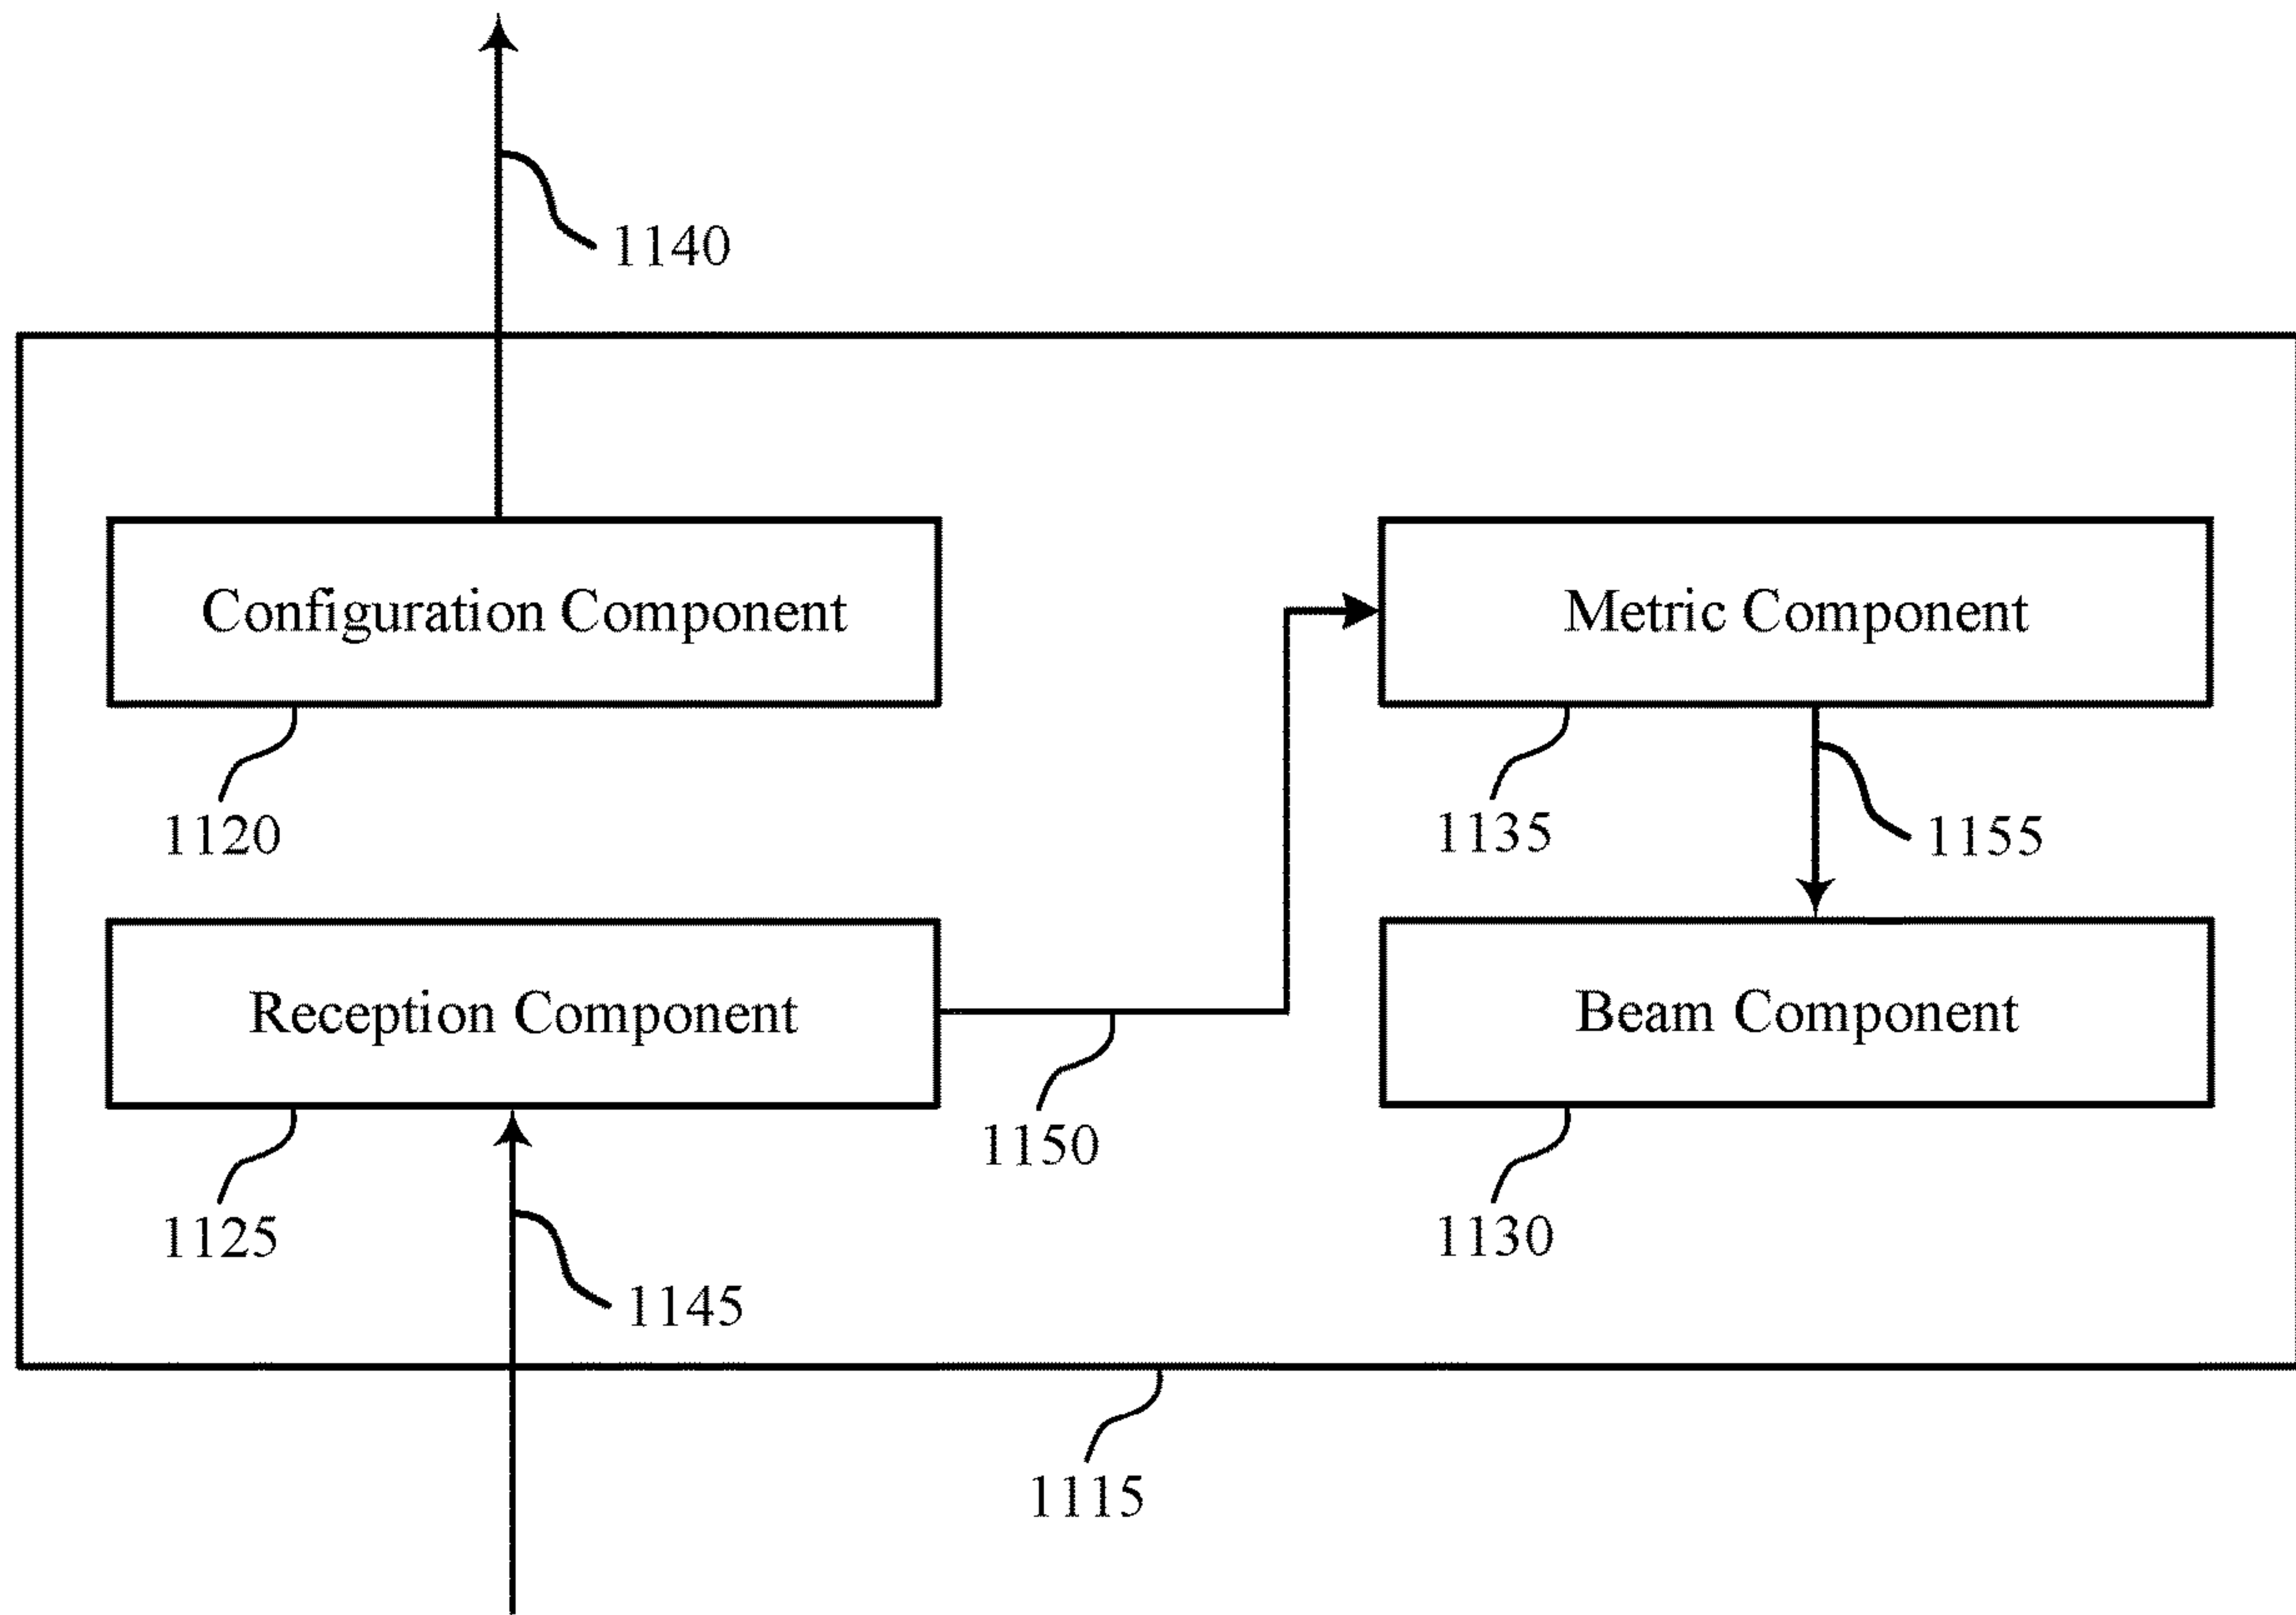 1140
Configuration Component
Metric Component
1120
1135
1155
Reception Component
Beam Component
1150
1125
1130
1145
1115